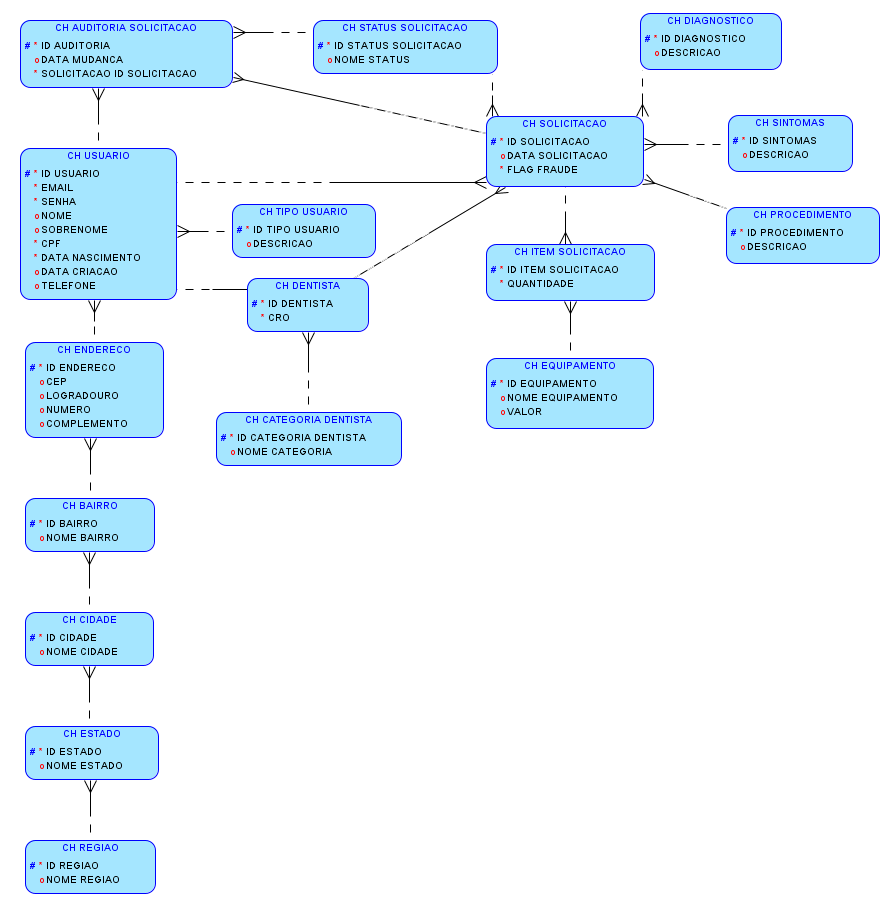 CH AUDITORIA SOLICITACAO
# * ID AUDITORIA
o DATA MUDANCA
* SOLICITACAO ID SOLICITACAO
CH STATUS SOLICITACAO
# * ID STATUS SOLICITACAO
o NOME STATUS
CH DIAGNOSTICO
# * ID DIAGNOSTICO
o DESCRICAO
CH SOLICITACAO
# * ID SOLICITACAO
o DATA SOLICITACAO
* FLAG FRAUDE
CH SINTOMAS
# * ID SINTOMAS
o DESCRICAO
CH USUARIO
# * ID USUARIO
* EMAIL
* SENHA
o NOME
o SOBRENOME
* CPF
* DATA NASCIMENTO
o DATA CRIACAO
o TELEFONE
CH TIPO USUARIO
# * ID TIPO USUARIO
o DESCRICAO
CH PROCEDIMENTO
# * ID PROCEDIMENTO
o DESCRICAO
CH ITEM SOLICITACAO
# * ID ITEM SOLICITACAO
* QUANTIDADE
CH DENTISTA
# * ID DENTISTA
* CRO
CH ENDERECO
# * ID ENDERECO
o CEP
o LOGRADOURO
o NUMERO
o COMPLEMENTO
CH EQUIPAMENTO
# * ID EQUIPAMENTO
o NOME EQUIPAMENTO
o VALOR
CH CATEGORIA DENTISTA
# * ID CATEGORIA DENTISTA
o NOME CATEGORIA
CH BAIRRO
# * ID BAIRRO
o NOME BAIRRO
CH CIDADE
# * ID CIDADE
o NOME CIDADE
CH ESTADO
# * ID ESTADO
o NOME ESTADO
CH REGIAO
# * ID REGIAO
o NOME REGIAO